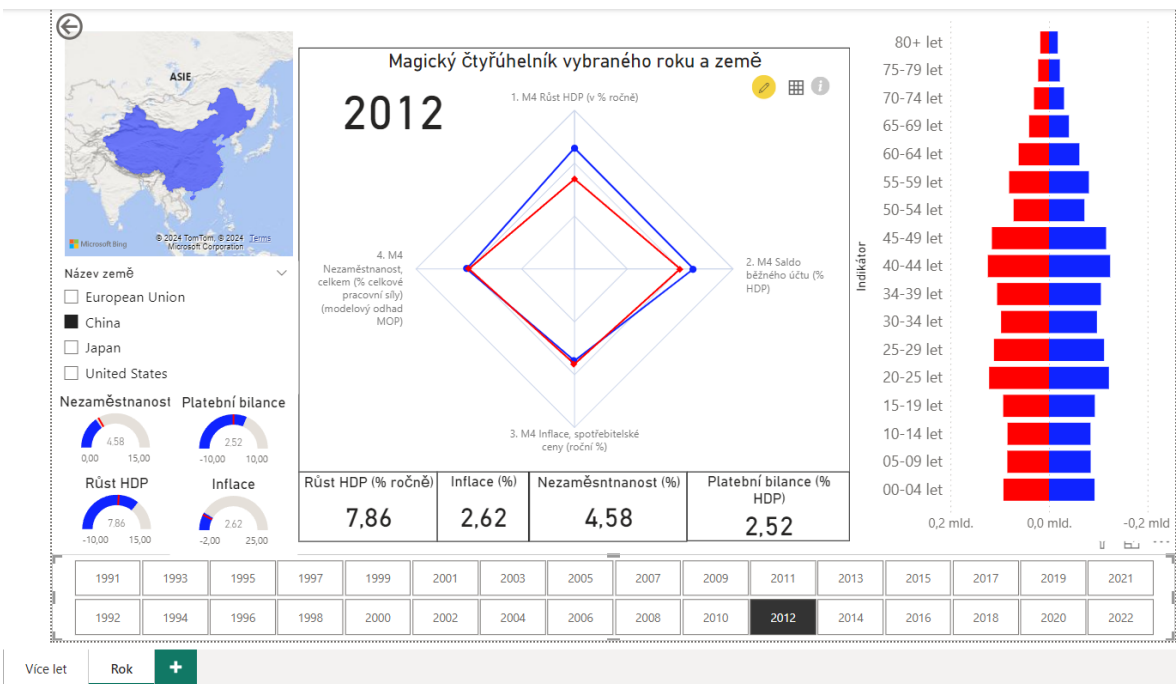 ASIE
Microsoft Bing
© 2024 TomTom, © 2024 Terms
Microsoft Corporation
Název země
European Union
China
Japan
United States
Nezaměstnanost
4.58
0,00
15,00
Platební bilance
2.52
-10,00
10,00
Růst HDP
7.86
-10,00
15,00
Inflace
2.62
-2,00
25,00
Magický čtyřúhelník vybraného roku a země
2012
1. M4 Růst HDP (v % ročně)
2. M4 Saldo
běžného účtu (%
HDP)
3. M4 Inflace, spotřebitelské
ceny (roční %)
4. M4
Nezaměstnanost,
celkem (% celkové
pracovní síly)
(modelový odhad
MOP)
Růst HDP (% ročně)
7,86
Inflace (%)
2,62
Nezaměsntnanost (%)
4,58
Platební bilance (%
HDP)
2,52
Indikátor
80+ let
75-79 let
70-74 let
65-69 let
60-64 let
55-59 let
50-54 let
45-49 let
40-44 let
34-39 let
30-34 let
25-29 let
20-25 let
15-19 let
10-14 let
05-09 let
00-04 let
0,2 mld.
0,0 mld.
-0,2 mld
1991 1993 1995 1997 1999 2001 2003 2005 2007 2009 2011 2013 2015 2017 2019 2021
1992 1994 1996 1998 2000 2002 2004 2006 2008 2010 2012 2014 2016 2018 2020 2022
Více let
Rok